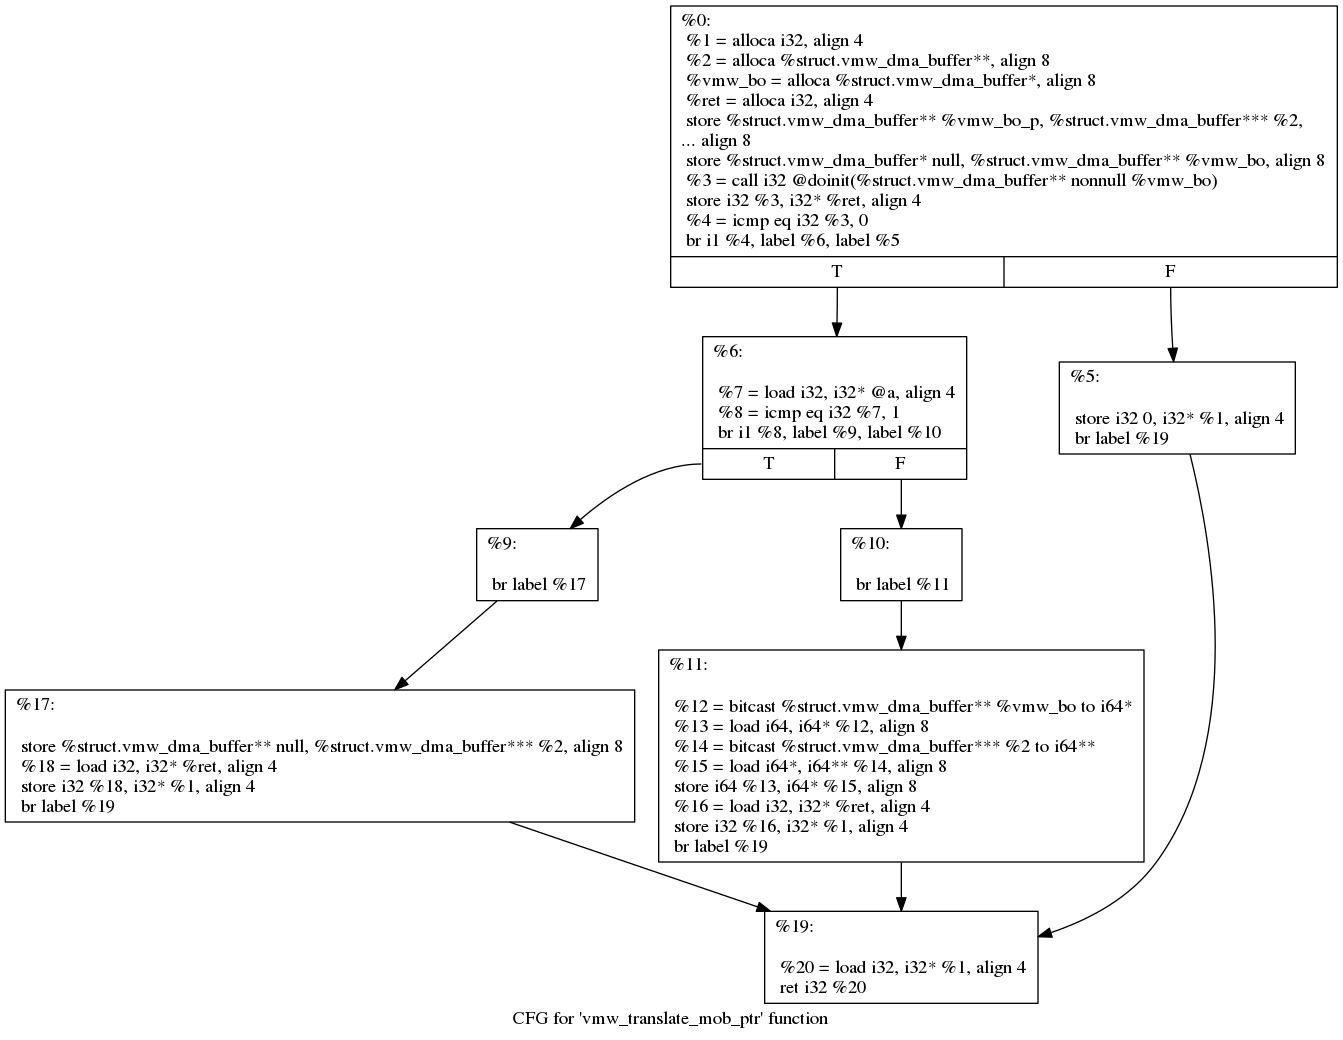 %0:
%1 = alloca i32, align 4
%2 = alloca %struct.vmw_dma_buffer**, align 8
%vmw_bo = alloca %struct.vmw_dma_buffer*, align 8
%ret = alloca i32, align 4
store %struct.vmw_dma_buffer** %vmw_bo_p, %struct.vmw_dma_buffer*** %2,
... align 8
store %struct.vmw_dma_buffer* null, %struct.vmw_dma_buffer** %vmw_bo, align 8
%3 = call i32 @doinit(%struct.vmw_dma_buffer** nonnull %vmw_bo)
store i32 %3, i32* %ret, align 4
%4 = icmp eq i32 %3, 0
br i1 %4, label %6, label %5
T
F
%6:
%7 = load i32, i32* @a, align 4
%8 = icmp eq i32 %7, 1
br i1 %8, label %9, label %10
T
F
%5:
store i32 0, i32* %1, align 4
br label %19
%9:
br label %17
%10:
br label %11
%17:
store %struct.vmw_dma_buffer** null, %struct.vmw_dma_buffer*** %2, align 8
%18 = load i32, i32* %ret, align 4
store i32 %18, i32* %1, align 4
br label %19
%11:
%12 = bitcast %struct.vmw_dma_buffer** %vmw_bo to i64*
%13 = load i64, i64* %12, align 8
%14 = bitcast %struct.vmw_dma_buffer*** %2 to i64**
%15 = load i64*, i64** %14, align 8
store i64 %13, i64* %15, align 8
%16 = load i32, i32* %ret, align 4
store i32 %16, i32* %1, align 4
br label %19
%19:
%20 = load i32, i32* %1, align 4
ret i32 %20
CFG for 'vmw_translate_mob_ptr' function